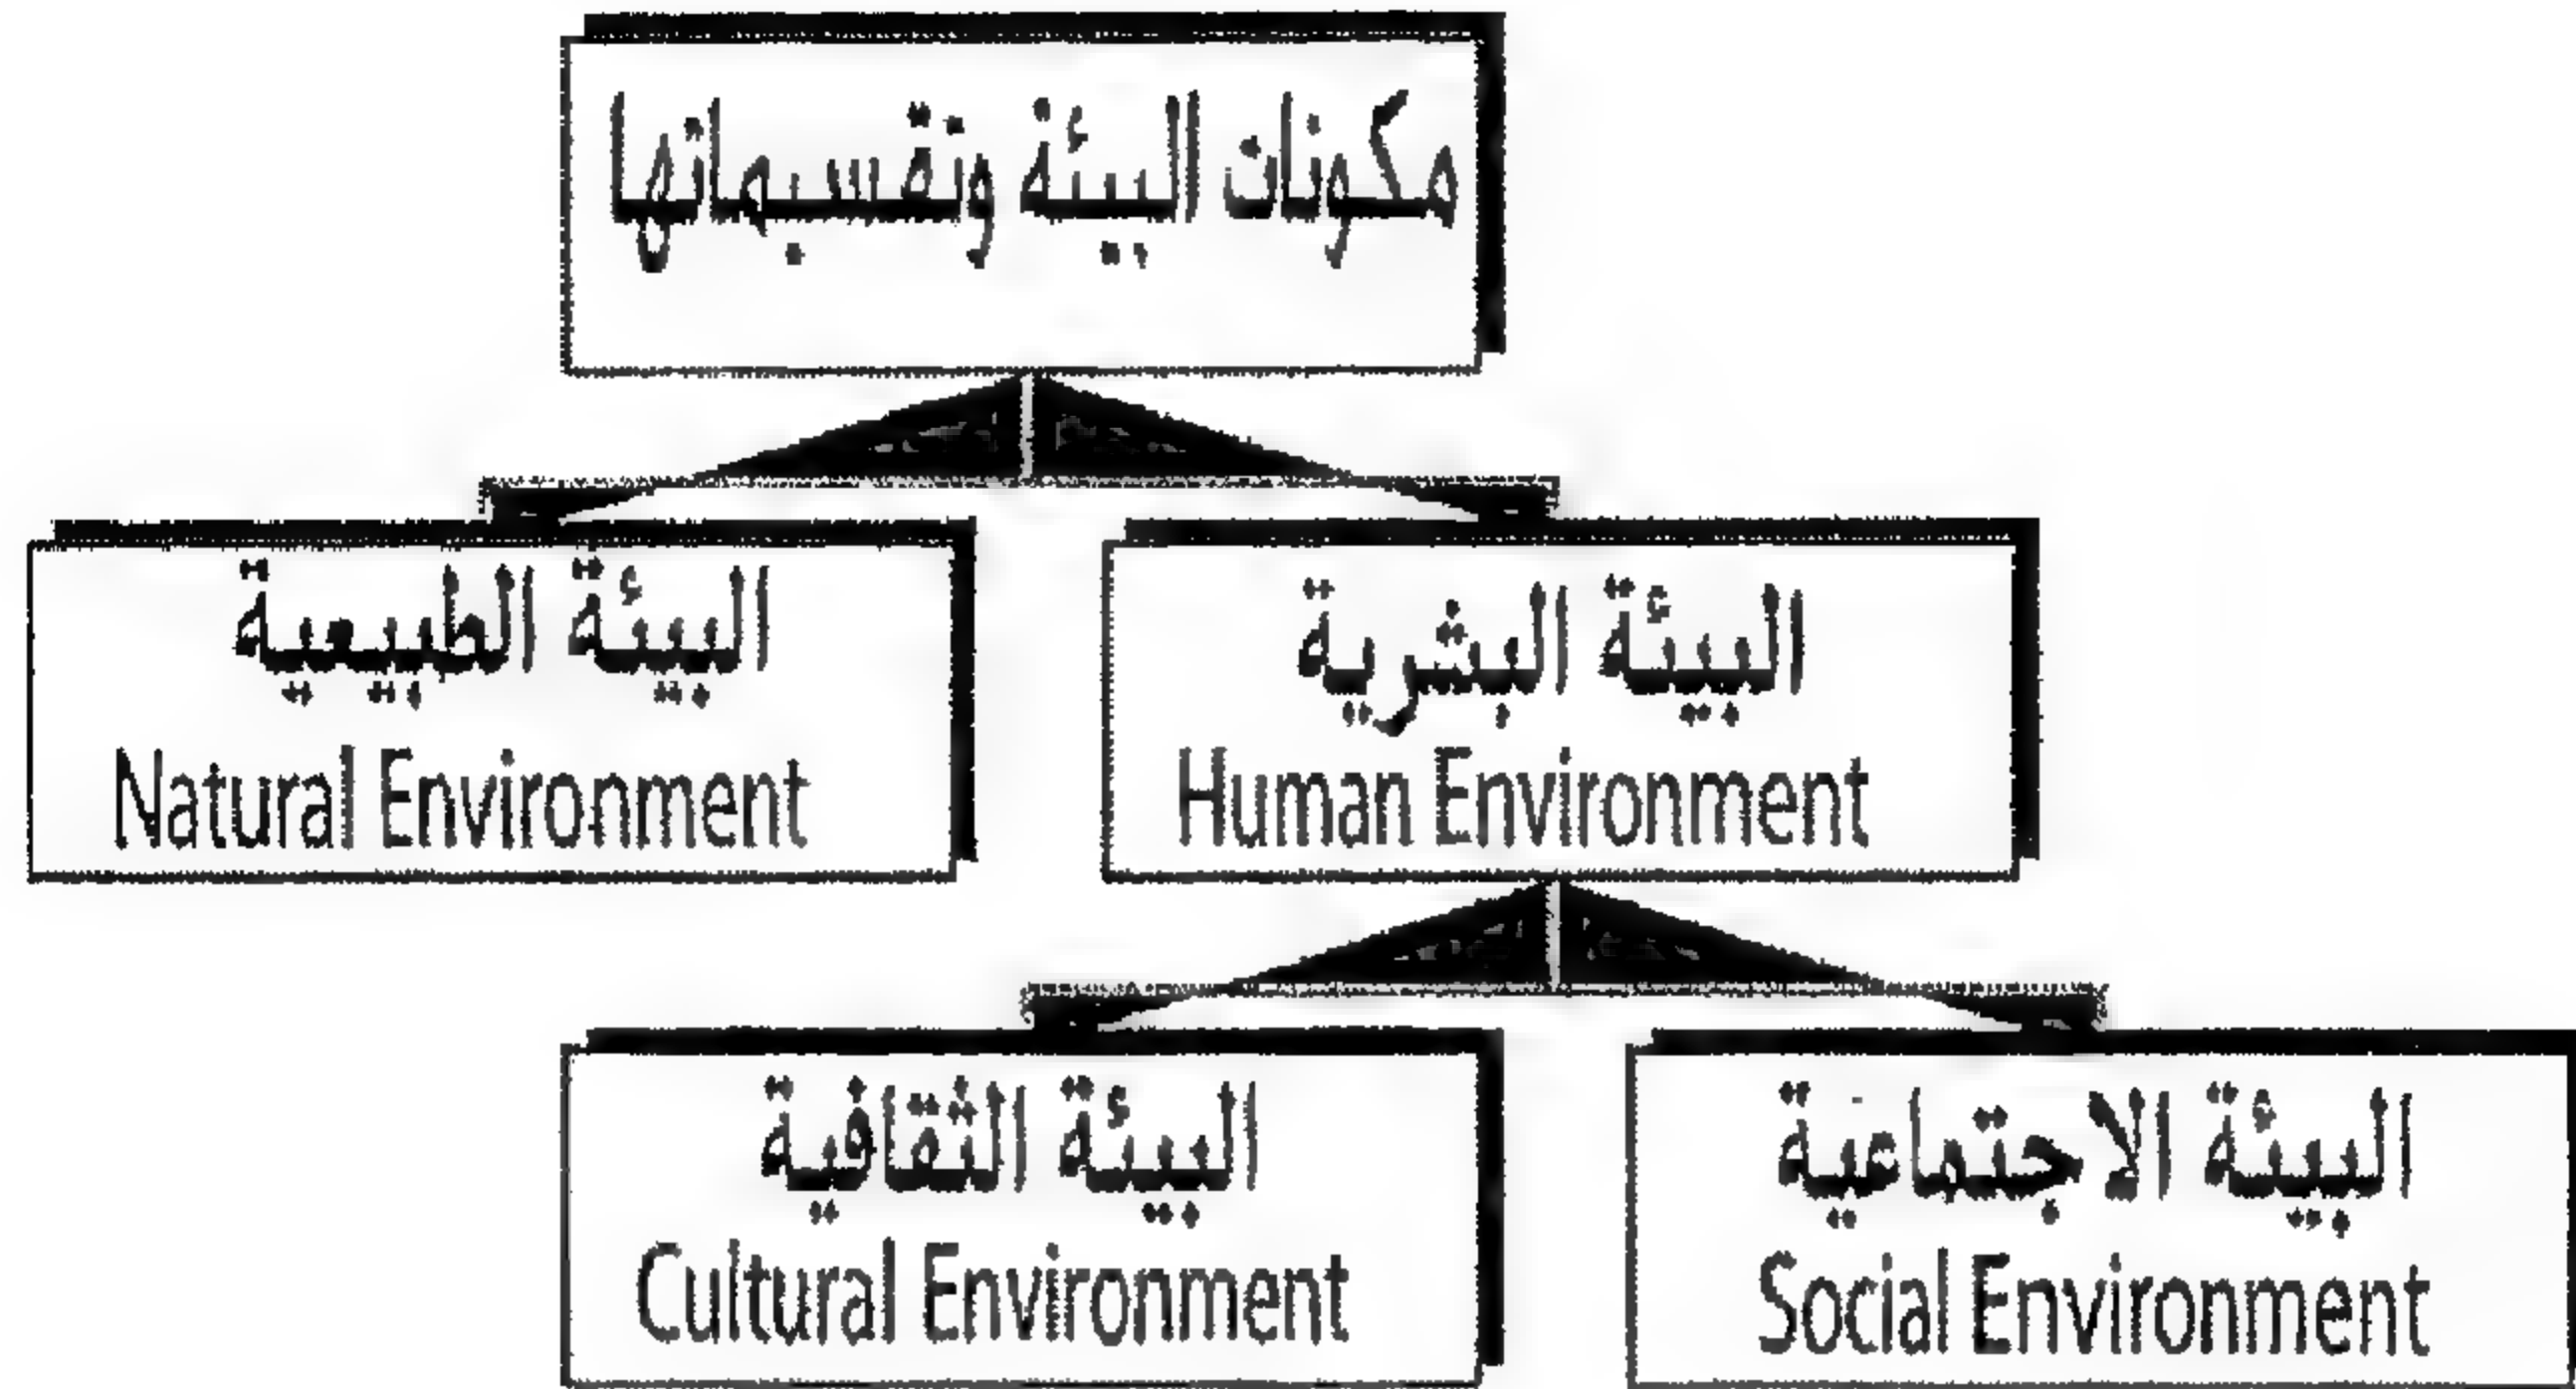 مكونات البيئة وتقسيماتها
البيئة البشرية
Human Environment
البيئة الطبيعية
Natural Environment
البيئة الاجتماعية
Social Environment
البيئة الثقافية
Cultural Environment